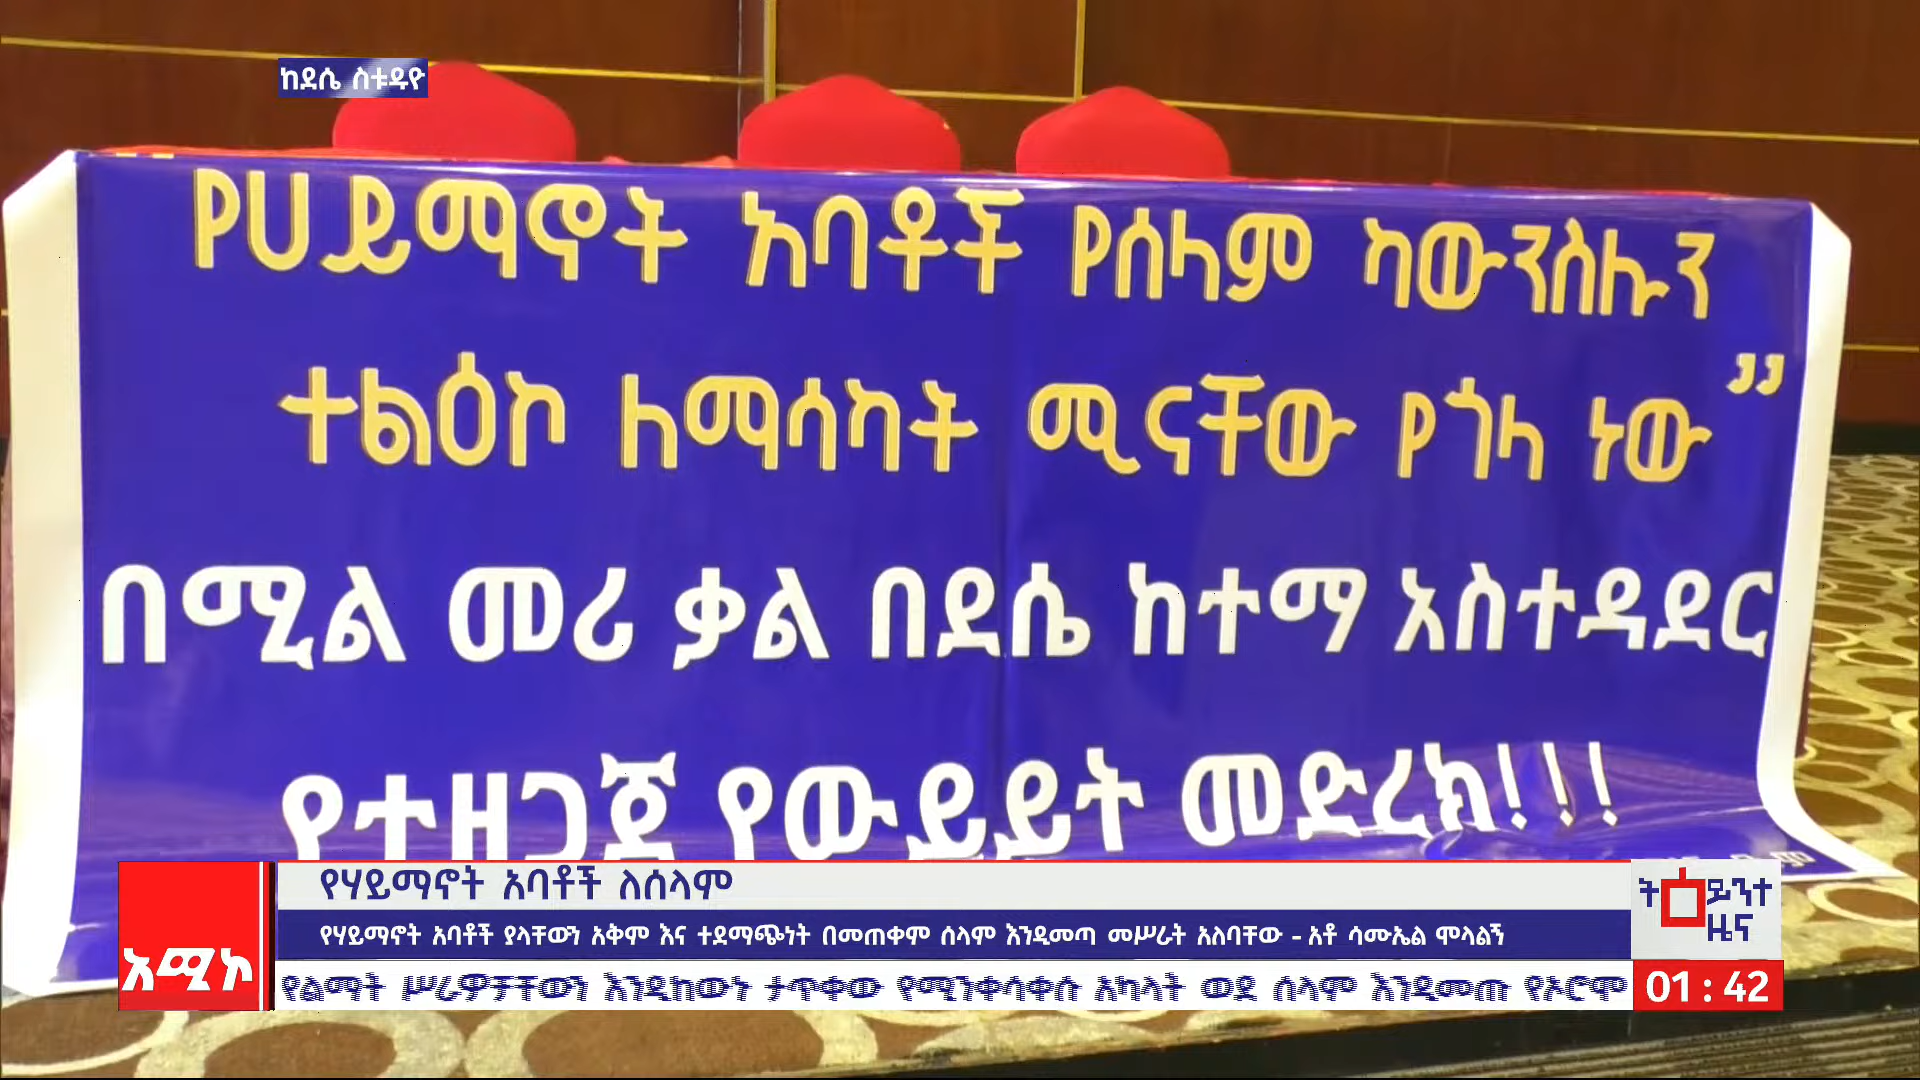 ከደሴ ስቱዲዮ
የሀይማኖት አባቶች የሰላም ካውንስሉን
ተልዕኮ ለማሳካት ሚናቸው የጎላ ነው”
በሚል መሪ ቃል በደሴ ከተማ አስተዳደር
የተዘጋጀ የውይይት መድረክ!!!
የሃይማኖት አባቶች ለሰላም
የሃይማኖት አባቶች ያላቸውን አቅም እና ተደማጭነት በመጠቀም ሰላም እንዲመጣ መሥራት አለባቸው - አቶ ሳሙኤል ሞላልኝ
አሚኮ
የልማት ሥራዎቻቸውን እንዲከውነ ታጥቀው የሚንቀሳቀሱ አካላት ወደ ሰላም እንዲመጡ የኦሮሞ
ዜና
01:42